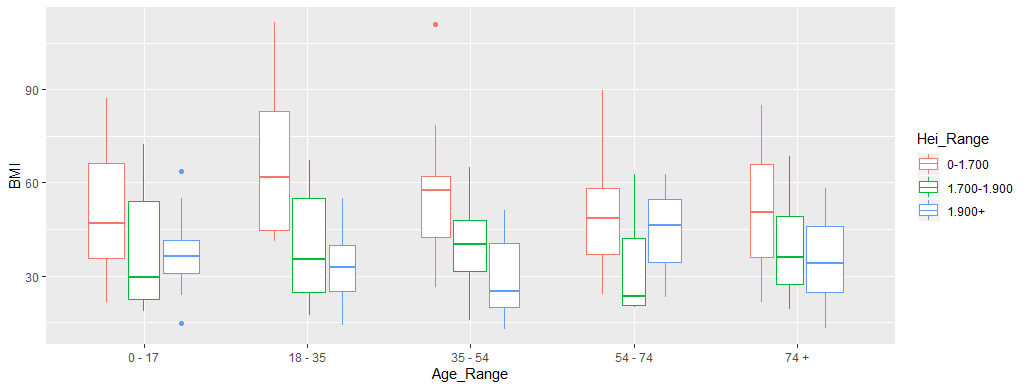 BMI
90
60
30
0 - 17
18 - 35
35 - 54
54 - 74
74 +
Age_Range
Hei_Range
0-1.700
1.700-1.900
1.900+